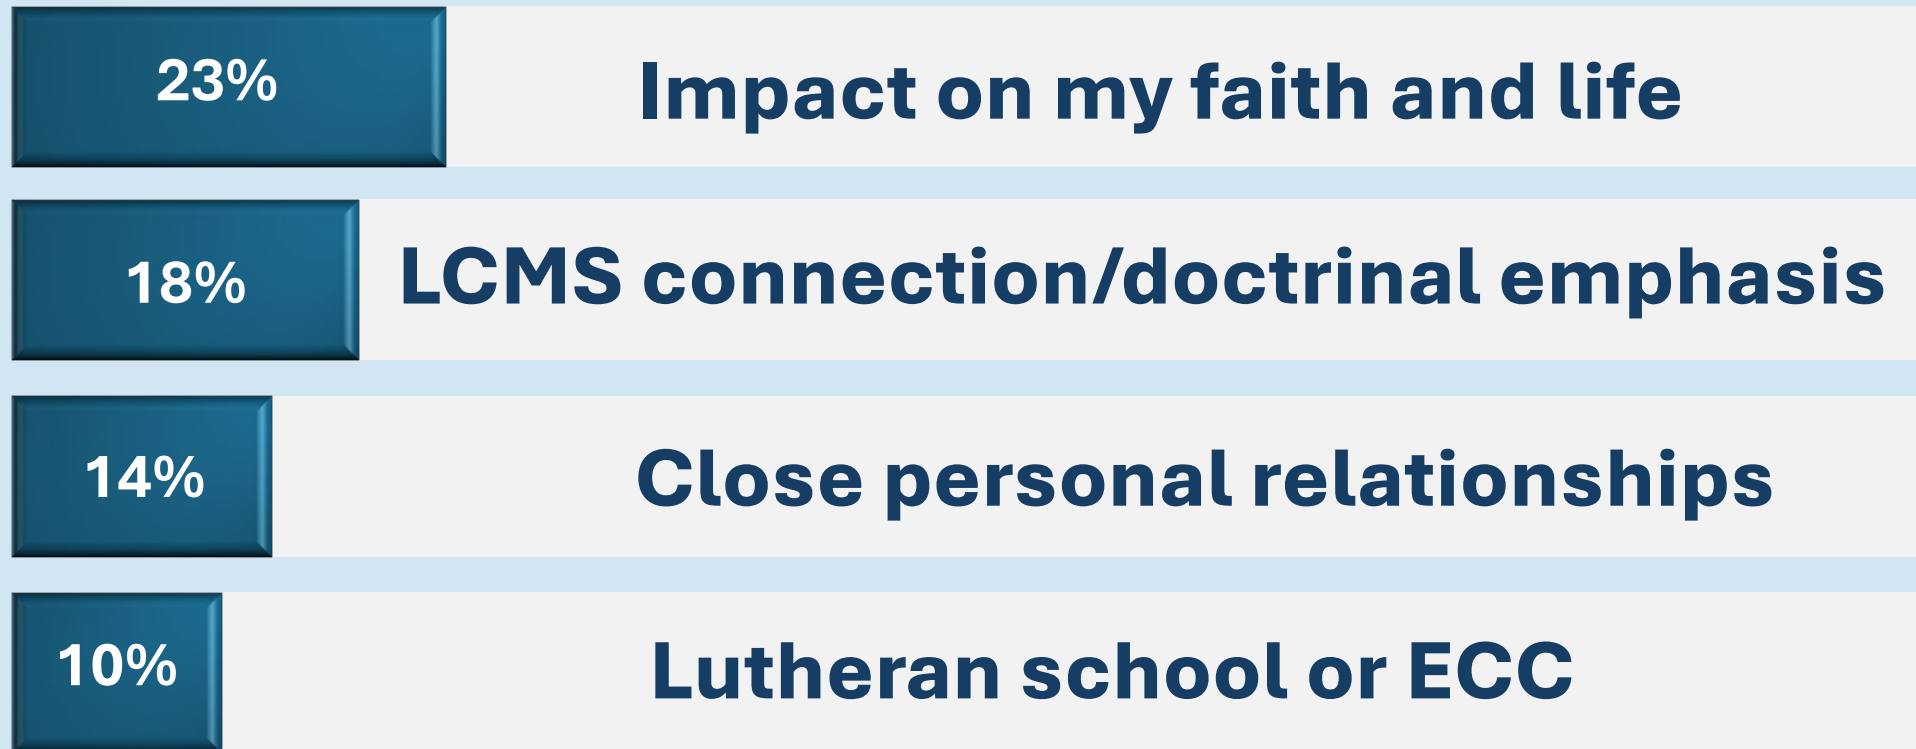 23% Impact on my faith and life
18% LCMS connection/doctrinal emphasis
14% Close personal relationships
10% Lutheran school or ECC